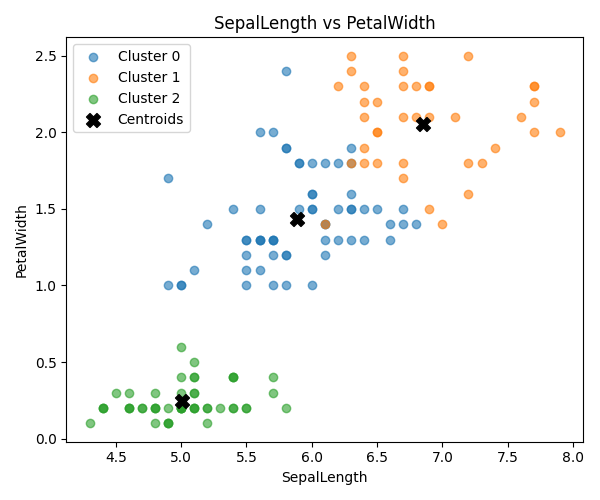 SepalLength vs PetalWidth
Cluster 0
Cluster 1
Cluster 2
Centroids
2.5
2.0
1.5
1.0
0.5
0.0
PetalWidth
4.5 5.0 5.5 6.0 6.5 7.0 7.5 8.0
SepalLength